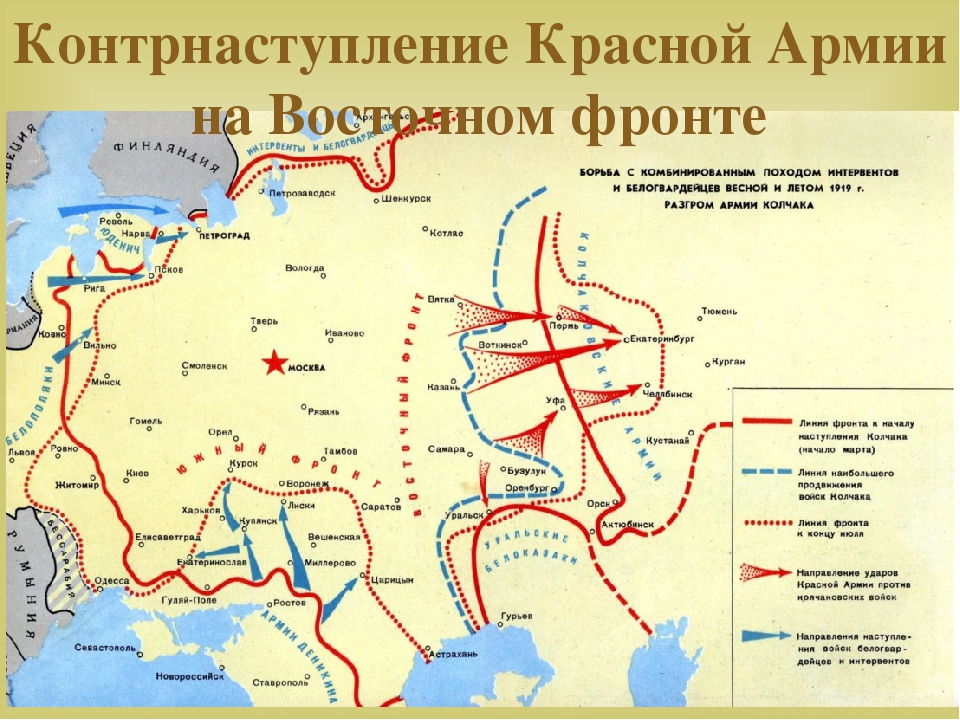 Контрнаступление Красной Армии
на Восточном фронте
БОРЬБА С КОМБИНИРОВАННЫМ ПОХОДОМ ИНТЕРВЕНТОВ
И БЕЛОГВАРДЕЙЦЕВ ВЕСНОЙ И ЛЕТОМ 1919 г.
РАЗГРОМ АРМИИ КОЛЧАКА
ФИНЛЯНДИЯ
ИНТЕРВЕНТЫ И БЕЛОГВАРДЕЙЦЫ
Петрозаводск
Шенкурск
Котлас
Ревель
ЮДЕНИЧ
Нарва
ПЕТРОГРАД
Псков
Рига
Вологда
Вятка
Пермь
Тюмень
Екатеринбург
Воткинск
Курган
Челябинск
Кустанай
Казань
Уфа
Тверь
Иваново
МОСКВА
Смоленск
Рязань
Ковно
Вильно
Минск
Гомель
Орел
Тамбов
Самара
Бузулук
Оренбург
Орск
Актюбинск
Уральск
БЕЛОПОЛЯКИ
Львов
Ровно
Житомир
Киев
Курск
Воронеж
Саратов
Харьков
Купянск
Лиски
Вешенская
Елисаветград
Екатеринослав
Миллерово
Царицын
Одесса
Гуляй-Поле
Ростов
Гурьев
Астрахань
Севастополь
Новороссийск
Ставрополь
БЕССАРАБИЯ
РУМЫНИЯ
ЮЖНЫЙ ФРОНТ
ВОСТОЧНЫЙ ФРОНТ
КОЛЧАКОВСКИЕ АРМИИ
УРАЛЬСКИЕ
БЕЛОКАЗАКИ
АРМИИ ДЕНИКИНА
Линия фронта к началу
наступления Колчака
(начало марта)
Линия наибольшего
продвижения
войск Колчака
Линия фронта
к концу июля
Направление ударов
Красной Армии против
колчаковских войск
Направления наступле-
ния войск белогвар-
дейцев и интервентов